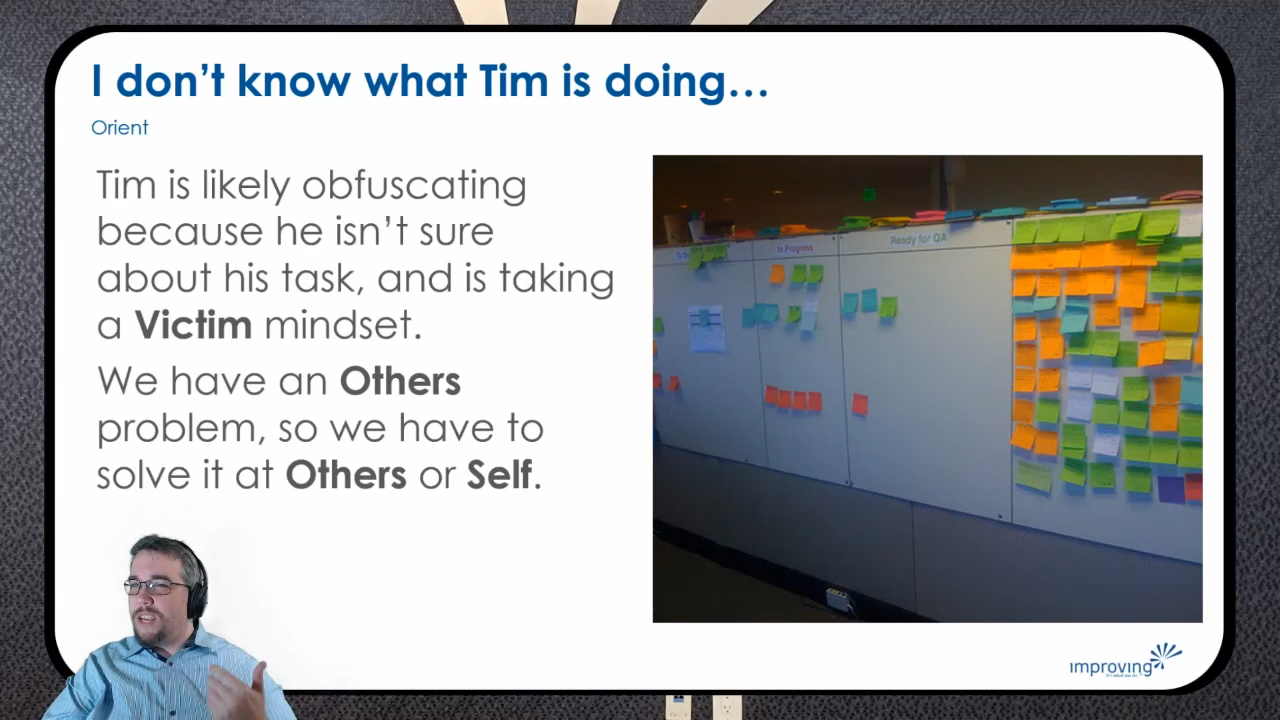 I don’t know what Tim is doing…
Orient
Tim is likely obfuscating
because he isn’t sure
about his task, and is taking
a Victim mindset.
We have an Others
problem, so we have to
solve it at Others or Self.
In Progress
Ready for QA
improving